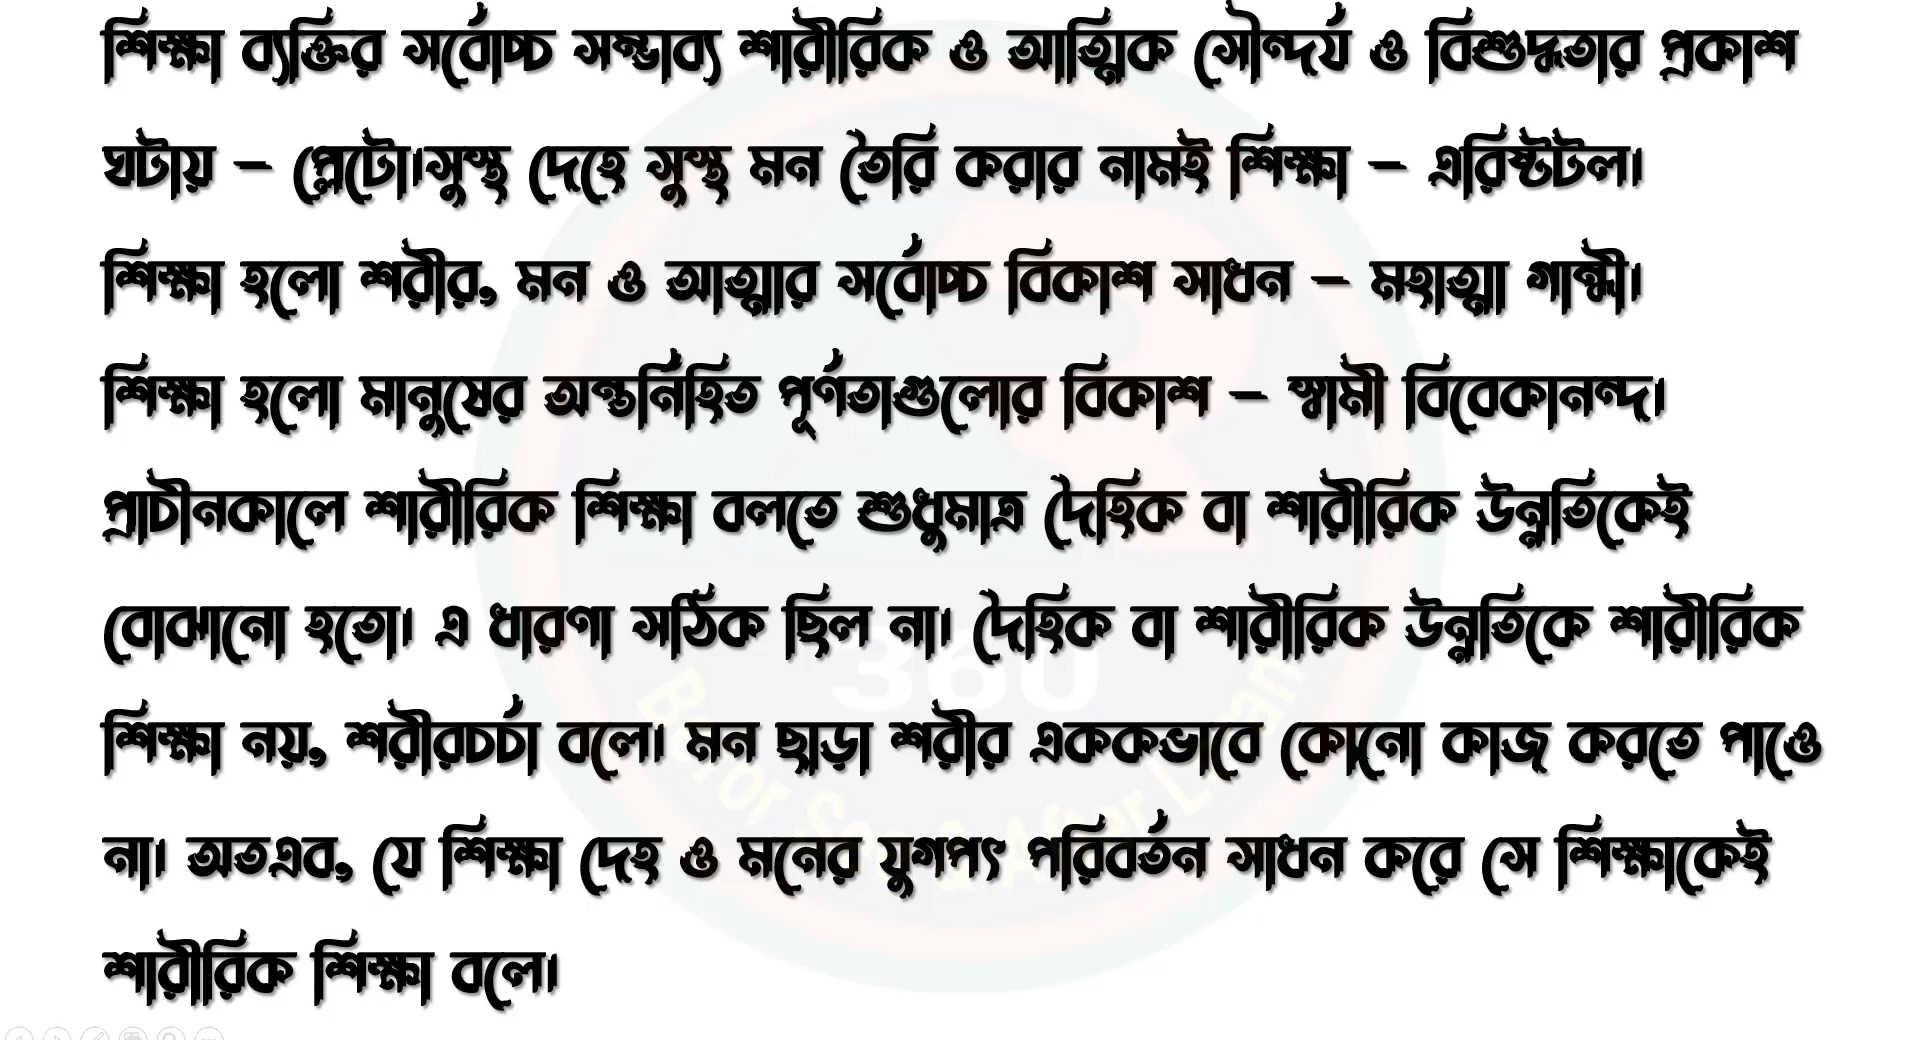 শিক্ষা ব্যক্তির সর্বোচ্চ সম্ভাব্য শারীরিক ও আত্মিক সৌন্দর্য ও বিশুদ্ধতার প্রকাশ
ঘটায় – প্লেটো।সুস্থ দেহে সুস্থ মন তৈরি করার নামই শিক্ষা – এরিষ্টটল।
শিক্ষা হলো শরীর, মন ও আত্মার সর্বোচ্চ বিকাশ সাধন – মহাত্মা গান্ধী।
শিক্ষা হলো মানুষের অন্তর্নিহিত পূর্ণতাগুলোর বিকাশ – স্বামী বিবেকানন্দ।
প্রাচীনকালে শারীরিক শিক্ষা বলতে শুধুমাত্র দৈহিক বা শারীরিক উন্নতিকেই
বোঝানো হতো। এ ধারণা সঠিক ছিল না। দৈহিক বা শারীরিক উন্নতিকে শারীরিক
শিক্ষা নয়, শরীরচর্চা বলে। মন ছাড়া শরীর এককভাবে কোনো কাজ করতে পাওে
না। অতএব, যে শিক্ষা দেহ ও মনের যুগপৎ পরিবর্তন সাধন করে সে শিক্ষাকেই
শারীরিক শিক্ষা বলে।
360